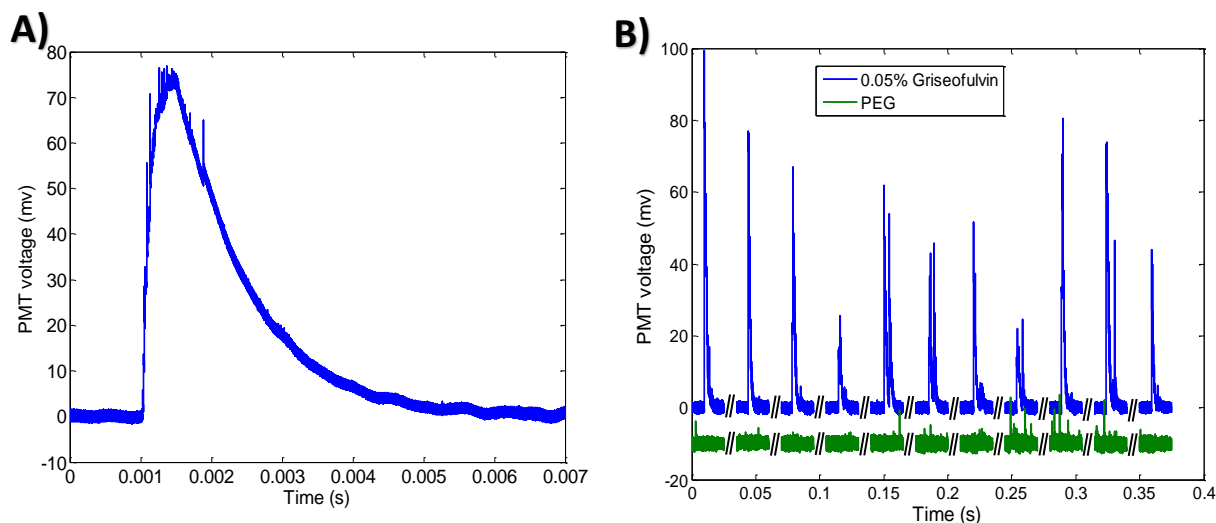 A)
80
70
60
50
40
30
20
10
0
-10
PMT voltage (mv)
0 0.001 0.002 0.003 0.004 0.005 0.006 0.007
Time (s)
B)
100
80
60
40
20
0
-20
PMT voltage (mv)
0.05% Griseofulvin
PEG
// // // // // // // // // //
// // // // // // // // // //
0 0.05 0.1 0.15 0.2 0.25 0.3 0.35 0.4
Time (s)